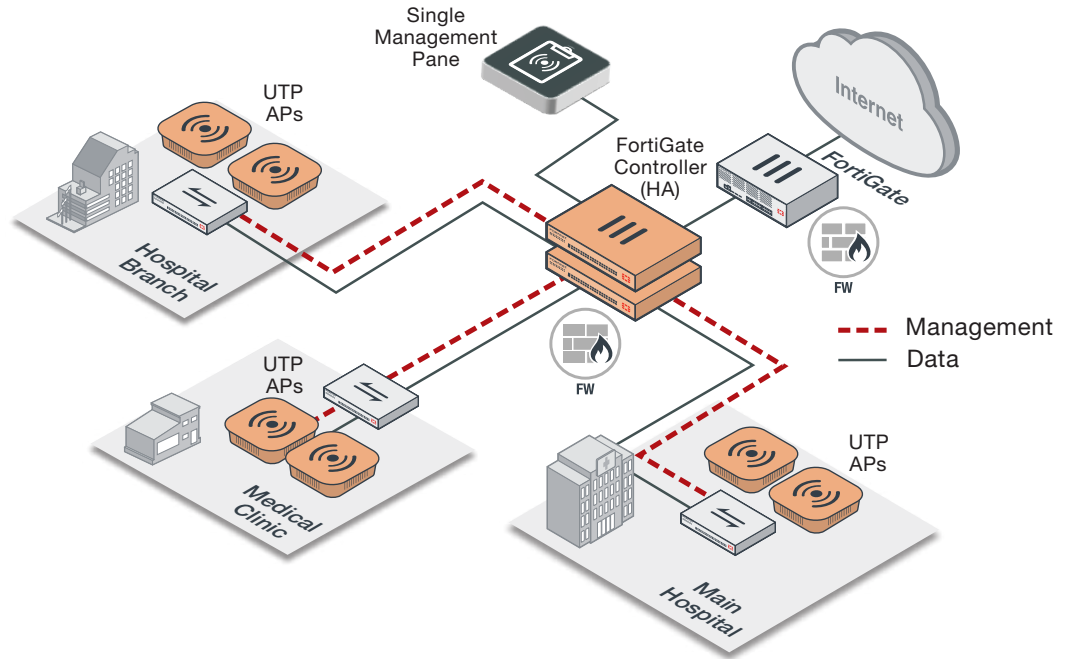 Single
Management
Pane
UTP
APs
Internet
FortiGate
Controller
(HA)
FortiGate
Hospital
Branch
FW
FW
Management
Data
UTP
APs
Medical
Clinic
UTP
APs
Main
Hospital